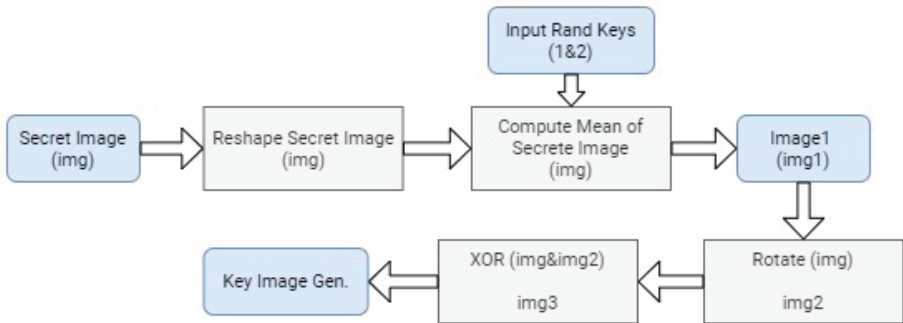 Input Rand Keys
(1&2)
Secret Image
(img)
Reshape Secret Image
(img)
Compute Mean of
Secrete Image
(img)
Image1
(img1)
Key Image Gen.
XOR (img&img2)
img3
Rotate (img)
img2